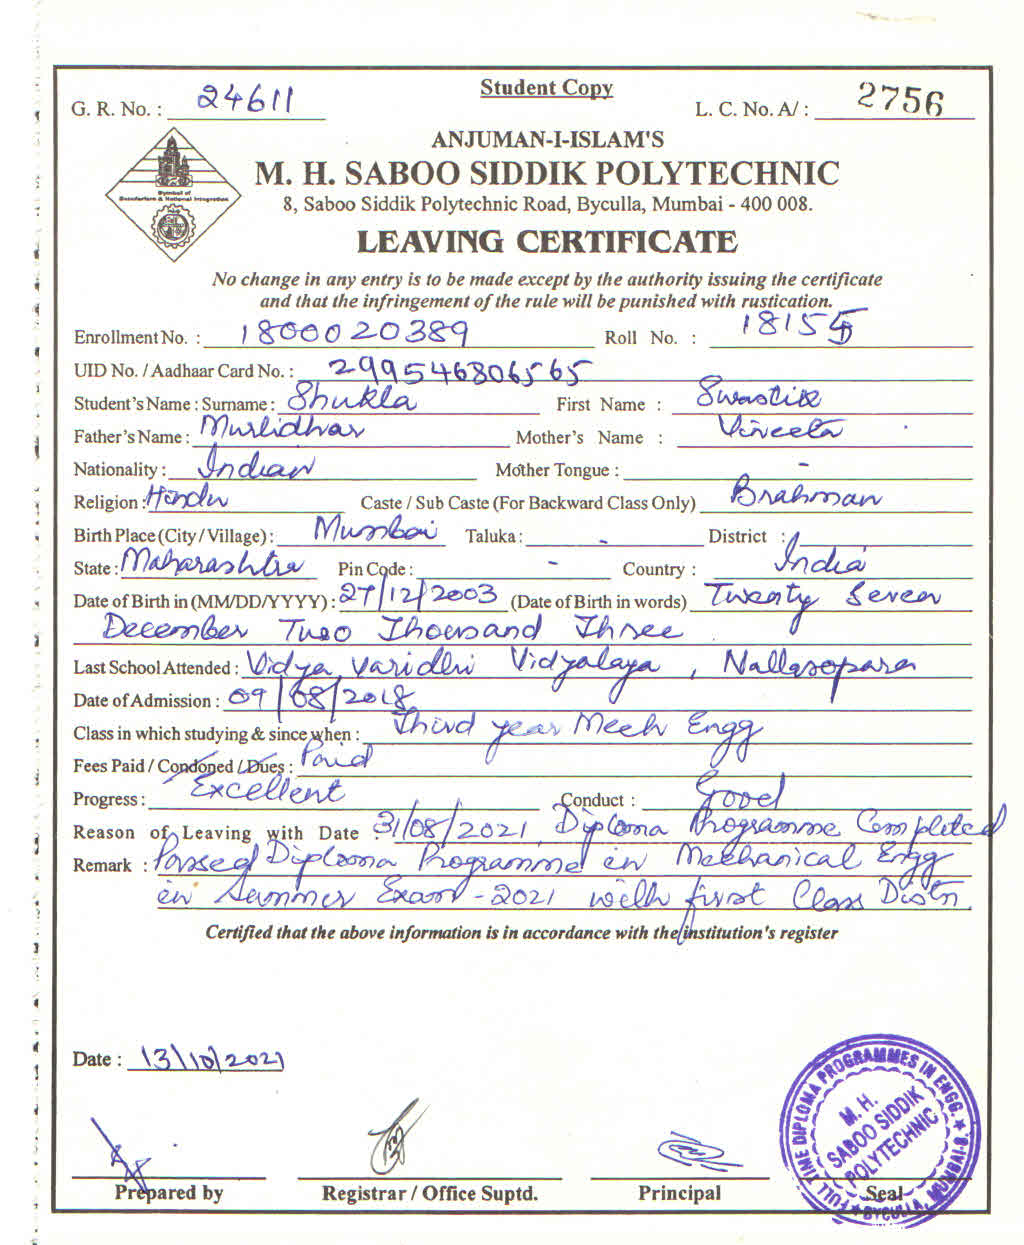 Student Copy
G. R. No. : 24611
L. C. No. A/ : 2756
ANJUMAN-I-ISLAM'S
M. H. SABOO SIDDIK POLYTECHNIC
Symbol of
Secularism & National Integration
8, Saboo Siddik Polytechnic Road, Byculla, Mumbai - 400 008.
LEAVING CERTIFICATE
No change in any entry is to be made except by the authority issuing the certificate
and that the infringement of the rule will be punished with rustication.
Enrollment No. : 1800020389 Roll No. : 18155
UID No. / Aadhaar Card No. : 299546806565
Student's Name : Surname : Shukla First Name : Swastik
Father's Name : Murlidhar Mother's Name : Vineeta
Nationality : Indian Mother Tongue : -
Religion : Hindu Caste / Sub Caste (For Backward Class Only) Brahman
Birth Place (City / Village) : Mumbai Taluka : - District :
State : Maharashtra Pin Code : - Country : India
Date of Birth in (MM/DD/YYYY) : 27/12/2003 (Date of Birth in words) Twenty Seven
December Two Thousand Three
Last School Attended : Vidya Varidhi Vidyalaya, Nallasopara
Date of Admission : 09/08/2018
Class in which studying & since when : Third year Mech Engg
Fees Paid / Condoned / Dues : Paid
Progress : Excellent Conduct : Good
Reason of Leaving with Date : 31/08/2021 Diploma Programme Completed
Remark : Passed Diploma Programme in Mechanical Engg
in Summer Exam - 2021 with first Class Distn
Certified that the above information is in accordance with the institution's register
Date : 13/10/2021
Prepared by
Registrar / Office Suptd.
Principal
Seal
FULL TIME DIPLOMA PROGRAMMES IN ENGG.
M. H.
SABOO SIDDIK
POLYTECHNIC
BYCULLA, MUMBAI-8